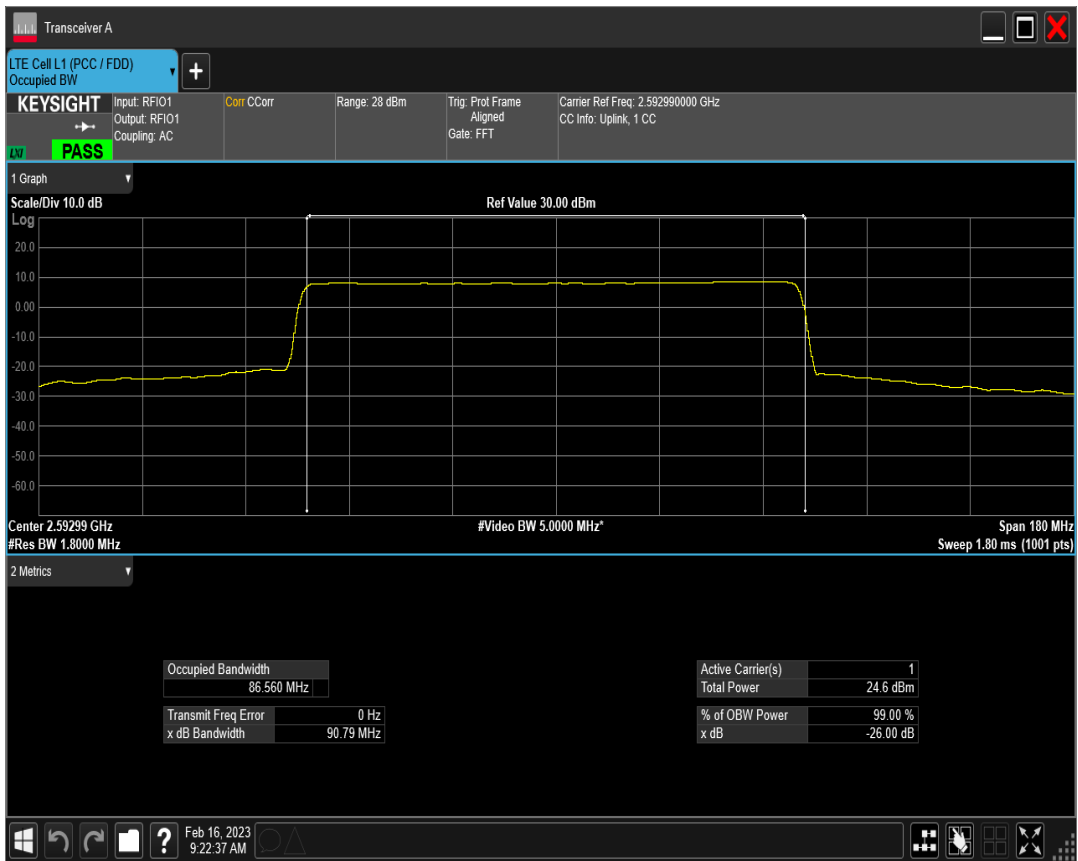 Transceiver A
LTE Cell L1 (PCC / FDD)
Occupied BW
KEYSIGHT
LXI
PASS
Input: RFIO1
Output: RFIO1
Coupling: AC
Corr CCorr
Range: 28 dBm
Trig: Prot Frame
Aligned
Gate: FFT
Carrier Ref Freq: 2.592990000 GHz
CC Info: Uplink, 1 CC
1 Graph
Scale/Div 10.0 dB
Ref Value 30.00 dBm
Log
20.0
10.0
0.00
-10.0
-20.0
-30.0
-40.0
-50.0
-60.0
Center 2.59299 GHz
#Video BW 5.0000 MHz*
Span 180 MHz
#Res BW 1.8000 MHz
Sweep 1.80 ms (1001 pts)
2 Metrics
Occupied Bandwidth
86.560 MHz
Transmit Freq Error 0 Hz
x dB Bandwidth 90.79 MHz
Active Carrier(s) 1
Total Power 24.6 dBm
% of OBW Power 99.00 %
x dB -26.00 dB
Feb 16, 2023
9:22:37 AM